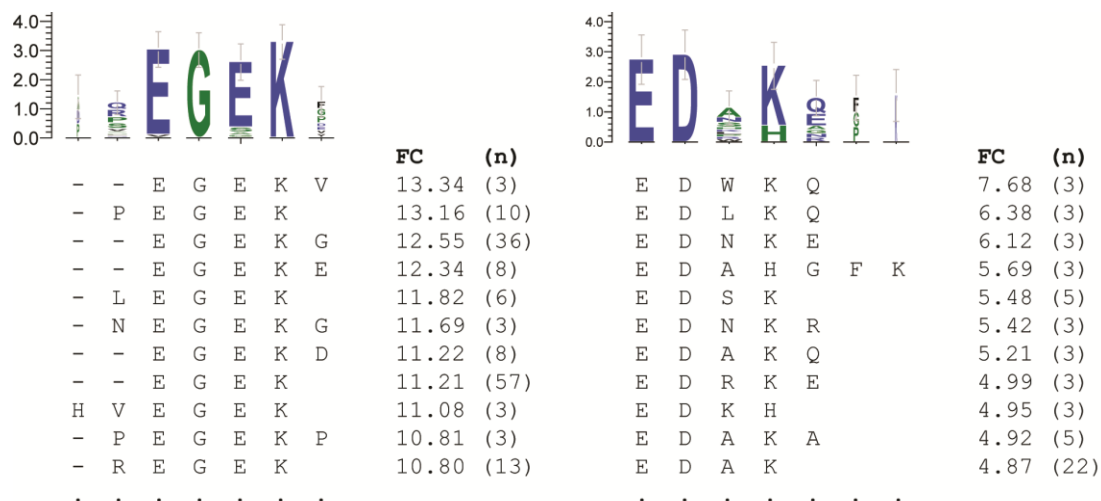 4.0
3.0
2.0
1.0
0.0
E G E K
FC (n)
- - E G E K V 13.34 (3)
- P E G E K 13.16 (10)
- - E G E K G 12.55 (36)
- - E G E K E 12.34 (8)
- L E G E K 11.82 (6)
- N E G E K G 11.69 (3)
- - E G E K D 11.22 (8)
- - E G E K 11.21 (57)
H V E G E K 11.08 (3)
- P E G E K P 10.81 (3)
- R E G E K 10.80 (13)
4.0
3.0
2.0
1.0
0.0
E D A K Q F
H E G
P
FC (n)
E D W K Q 7.68 (3)
E D L K Q 6.38 (3)
E D N K E 6.12 (3)
E D A H G F K 5.69 (3)
E D S K 5.48 (5)
E D N K R 5.42 (3)
E D A K Q 5.21 (3)
E D R K E 4.99 (3)
E D K H 4.95 (3)
E D A K A 4.92 (5)
E D A K 4.87 (22)